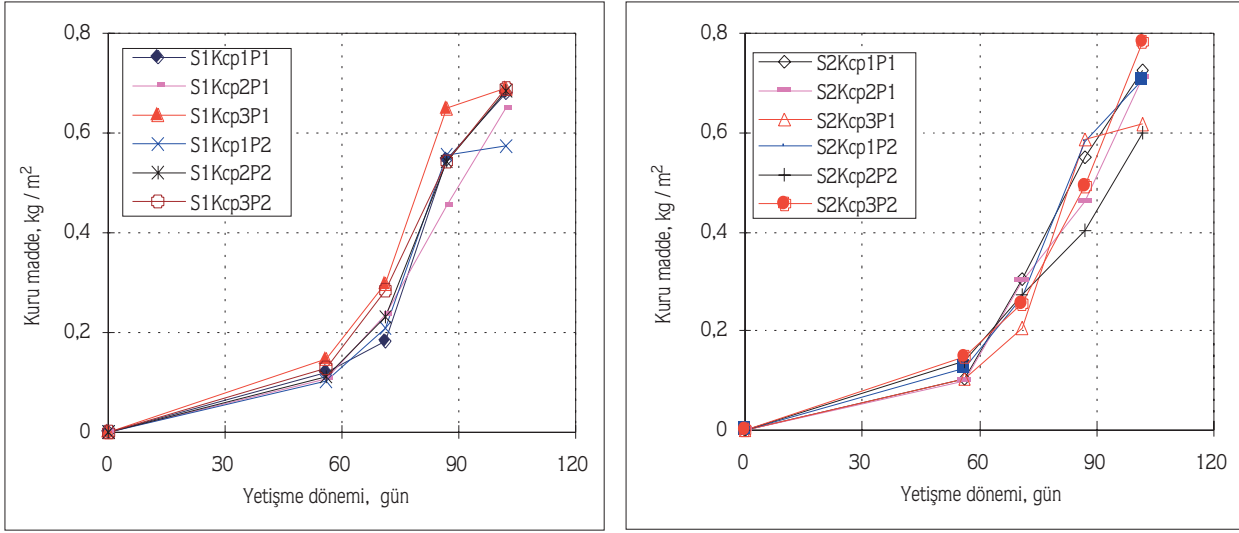 0,8
0,6
0,4
0,2
0
Kuru madde, kg / m²
S1Kcp1P1
S1Kcp2P1
S1Kcp3P1
S1Kcp1P2
S1Kcp2P2
S1Kcp3P2
0 30 60 90 120
Yetişme dönemi, gün
0,8
0,6
0,4
0,2
0
Kuru madde, kg / m²
S2Kcp1P1
S2Kcp2P1
S2Kcp3P1
S2Kcp1P2
S2Kcp2P2
S2Kcp3P2
0 30 60 90 120
Yetişme dönemi, gün